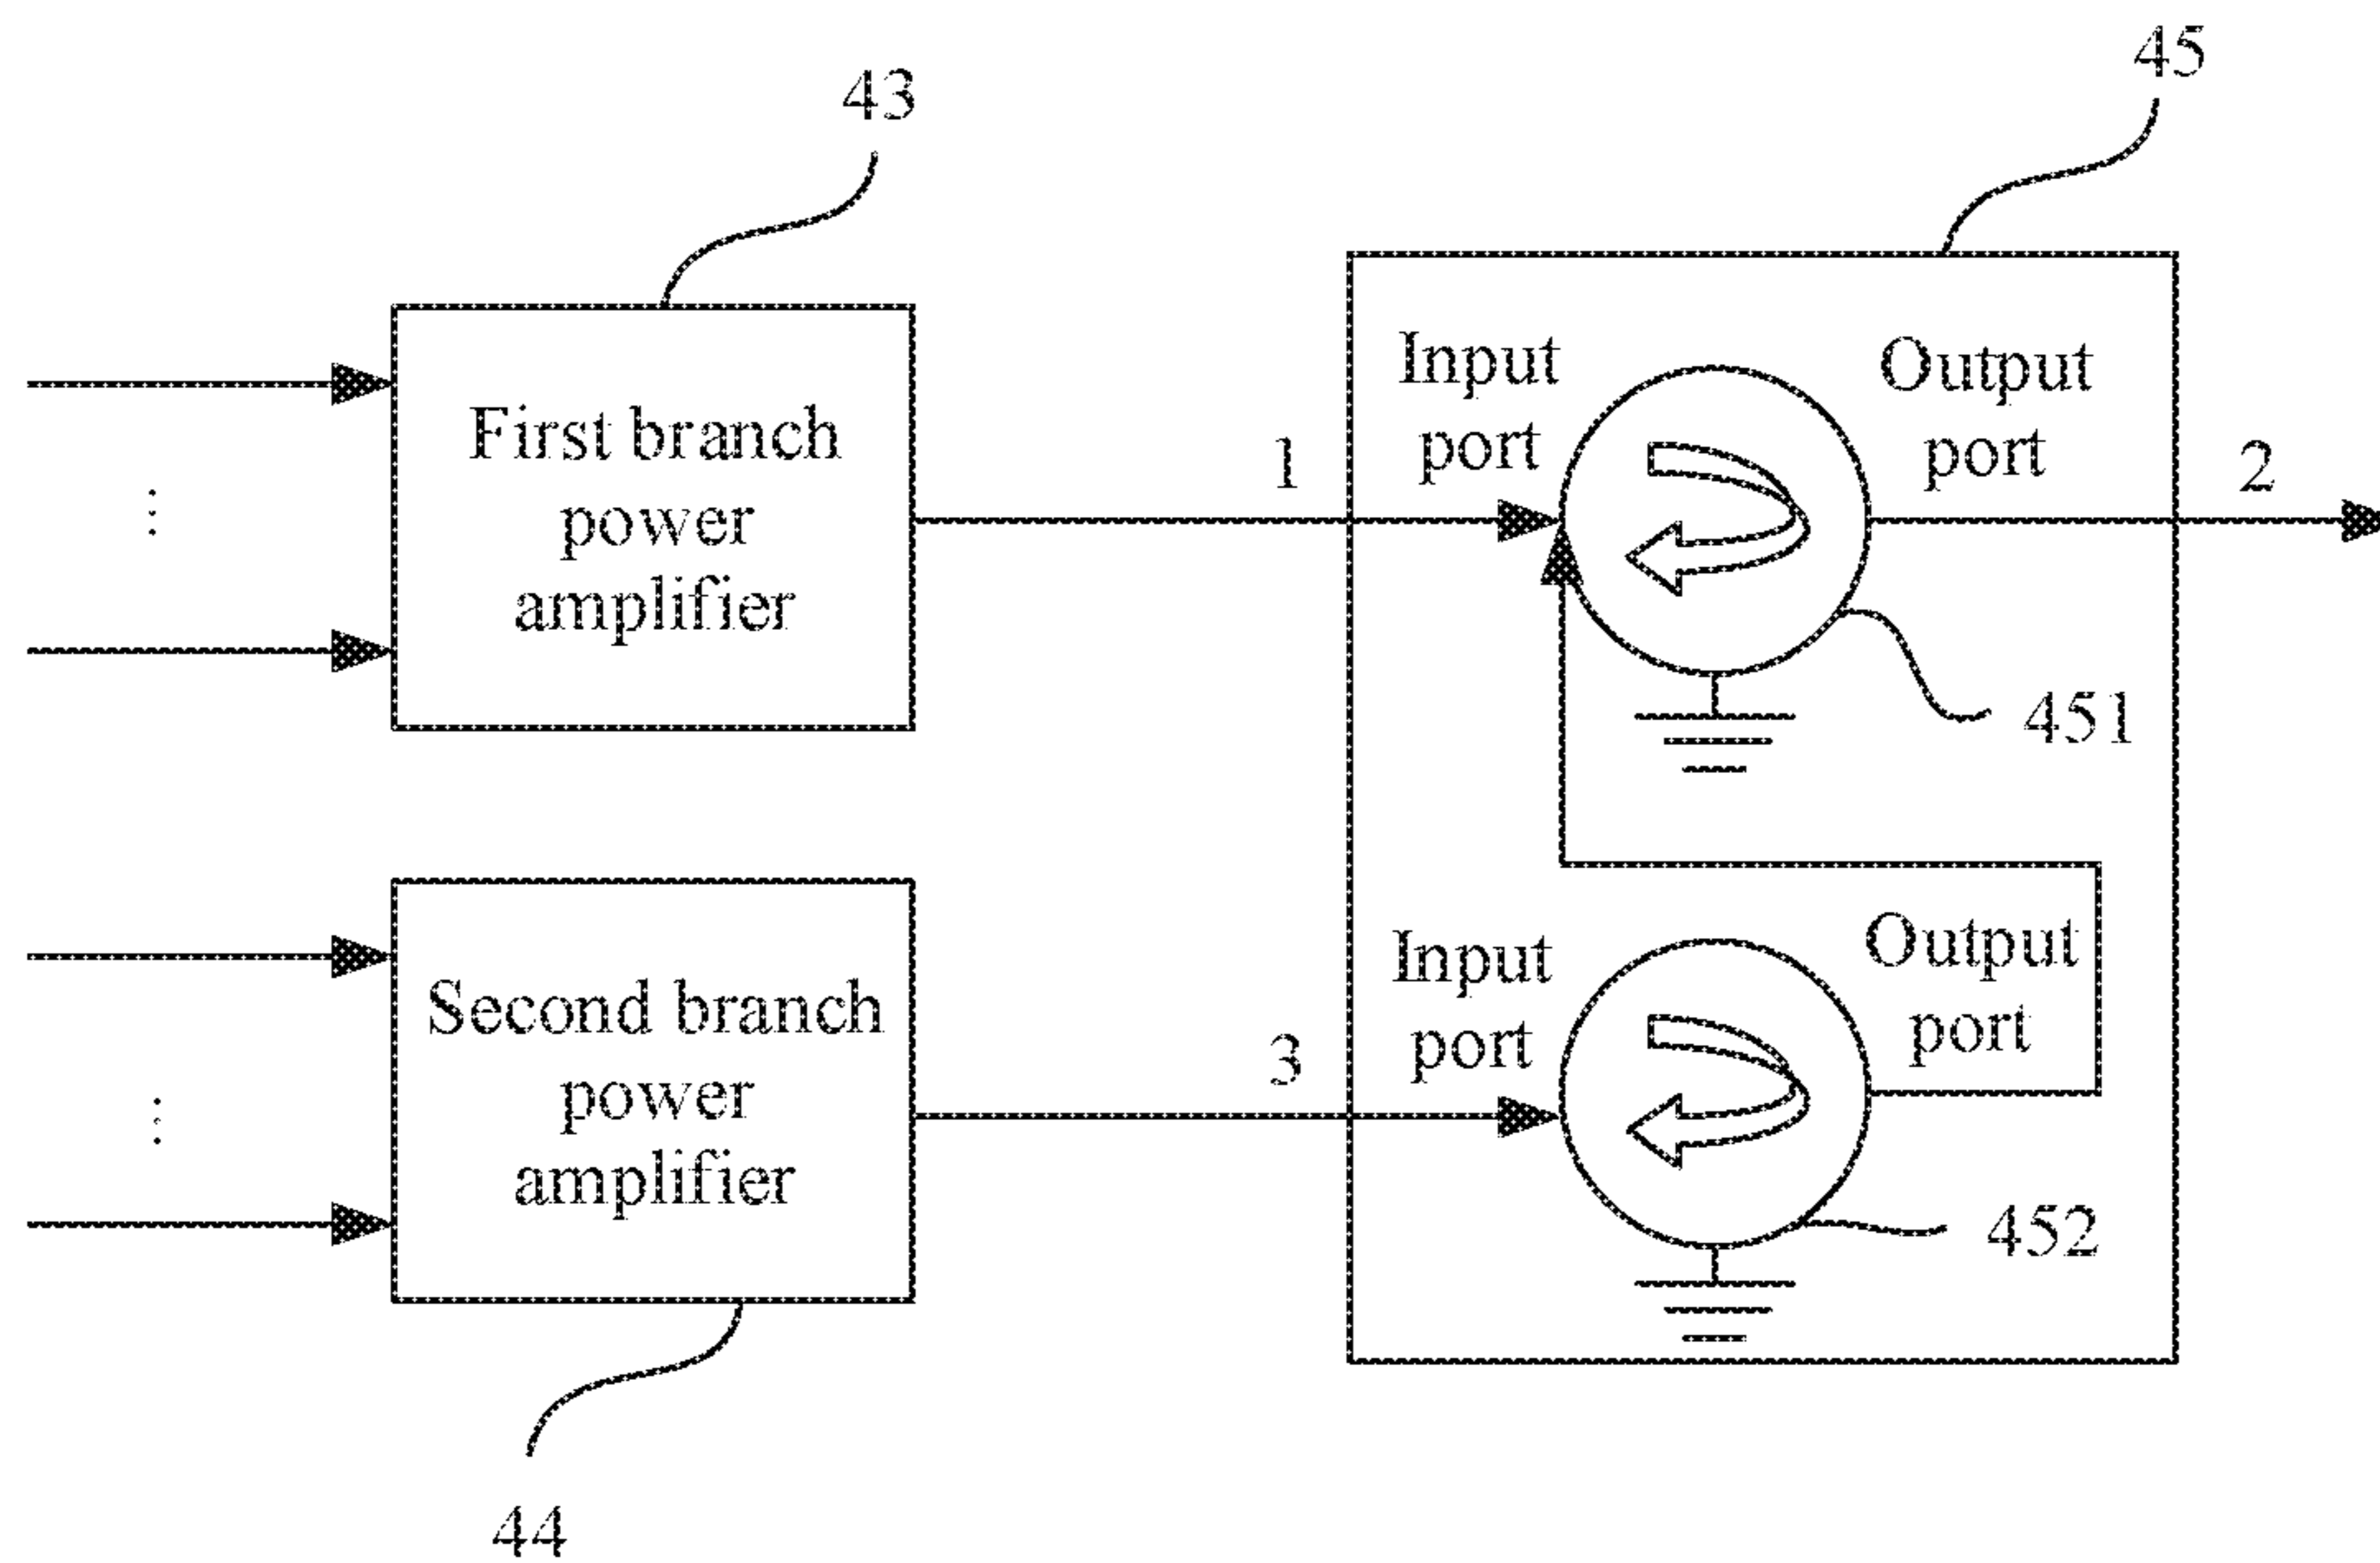 45
43
Input
port
Output
port
First branch
power
amplifier
1
2
451
Input
port
Output
port
Second branch
power
amplifier
3
452
44